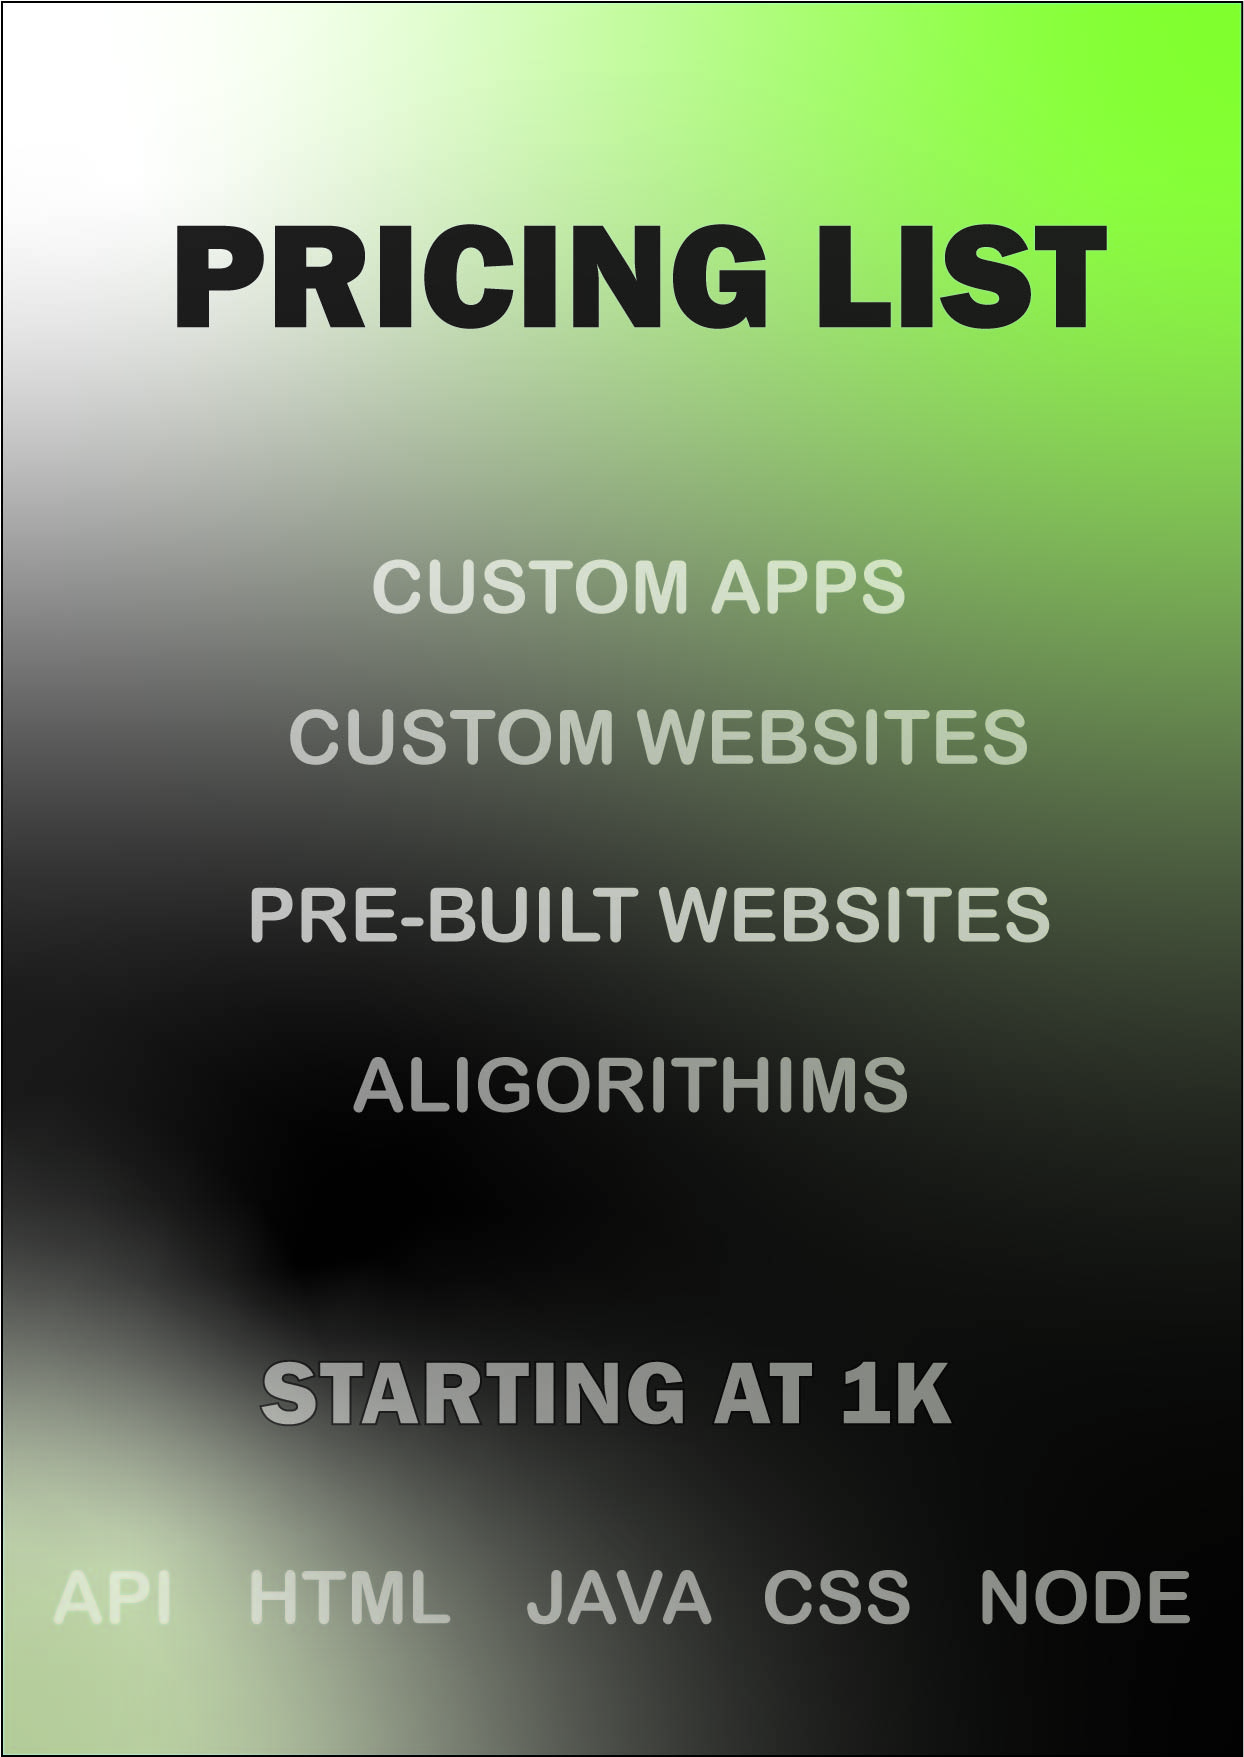 PRICING LIST
CUSTOM APPS
CUSTOM WEBSITES
PRE-BUILT WEBSITES
ALIGORITHIMS
STARTING AT 1K
API HTML JAVA CSS NODE